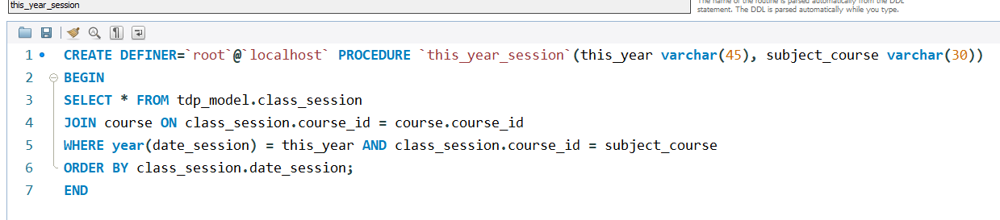 this_year_session
The name of the routine is parsed automatically from the DDL
statement. The DDL is parsed automatically while you type.
1 CREATE DEFINER=`root`@`localhost` PROCEDURE `this_year_session`(this_year varchar(45), subject_course varchar(30))
2 BEGIN
3 SELECT * FROM tdp_model.class_session
4 JOIN course ON class_session.course_id = course.course_id
5 WHERE year(date_session) = this_year AND class_session.course_id = subject_course
6 ORDER BY class_session.date_session;
7 END